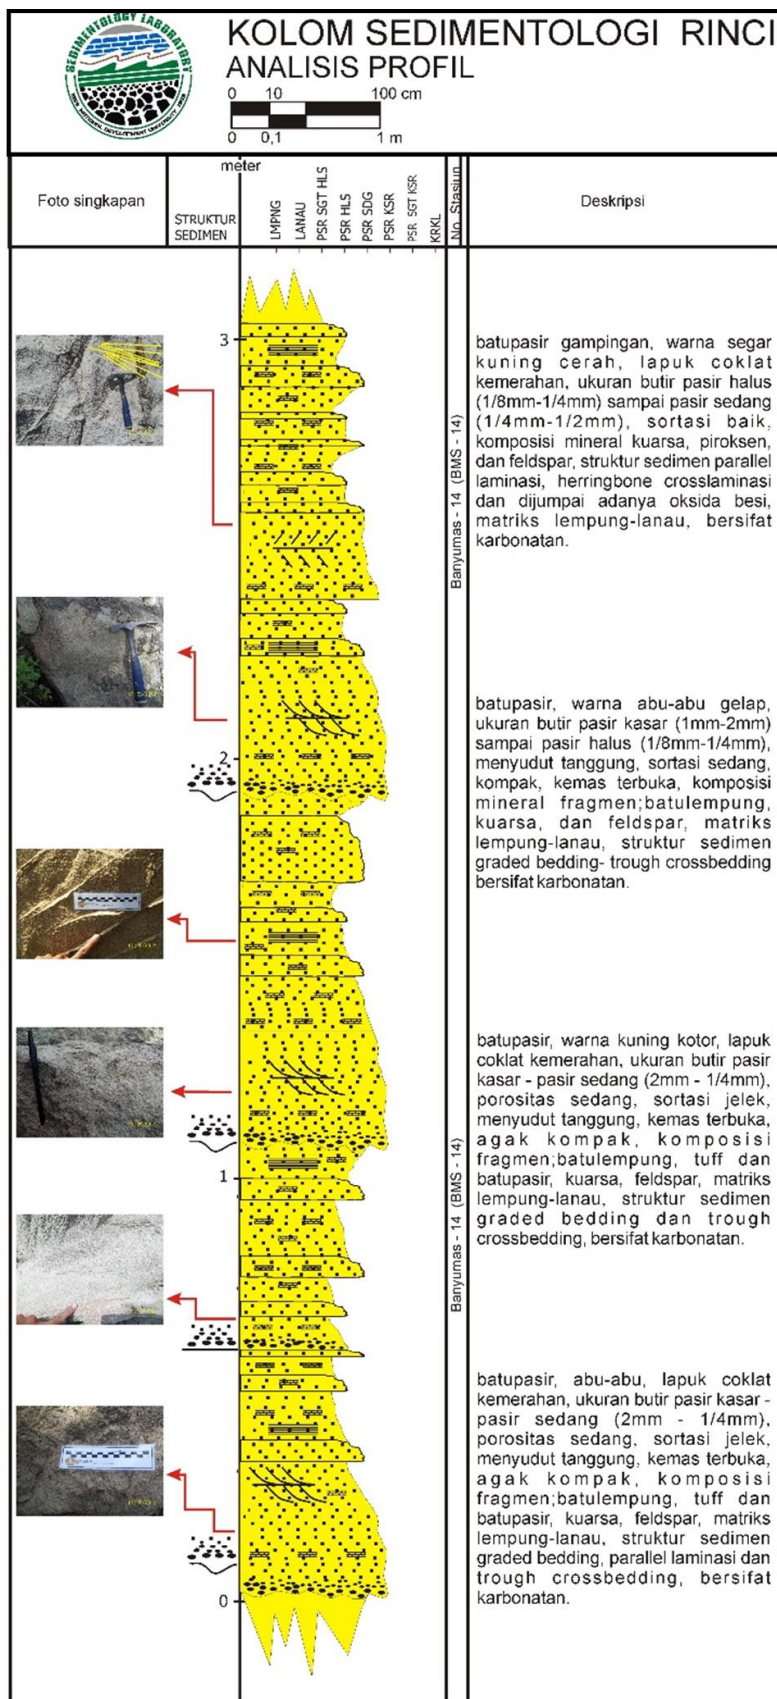 SEDIMENTOLOGY LABORATORY
KOLOM SEDIMENTOLOGI RINCI
ANALISIS PROFIL
0 10 100 cm
0 0,1 1 m
meter
Foto singkapan
STRUKTUR
SEDIMEN
LMPNG
LANAU
PSR SGT HLS
PSR HLS
PSR SDG
PSR KSR
PSR SGT KSR
KRKL
No. Stasiun
Deskripsi
3
batupasir gampingan, warna segar
kuning cerah, lapuk coklat
kemerahan, ukuran butir pasir halus
(1/8mm-1/4mm) sampai pasir sedang
(1/4mm-1/2mm), sortasi baik,
komposisi mineral kuarsa, piroksen,
dan feldspar, struktur sedimen parallel
laminasi, herringbone crosslaminasi
dan dijumpai adanya oksida besi,
matriks lempung-lanau, bersifat
karbonatan.
Banyumas - 14 (BMS - 14)
2
batupasir, warna abu-abu gelap,
ukuran butir pasir kasar (1mm-2mm)
sampai pasir halus (1/8mm-1/4mm),
menyudut tanggung, sortasi sedang,
kompak, kemas terbuka, komposisi
mineral fragmen;batulempung,
kuarsa, dan feldspar, matriks
lempung-lanau, struktur sedimen
graded bedding- trough crossbedding
bersifat karbonatan.
batupasir, warna kuning kotor, lapuk
coklat kemerahan, ukuran butir pasir
kasar - pasir sedang (2mm - 1/4mm),
porositas sedang, sortasi jelek,
menyudut tanggung, kemas terbuka,
agak kompak, komposisi
fragmen;batulempung, tuff dan
batupasir, kuarsa, feldspar, matriks
lempung-lanau, struktur sedimen
graded bedding dan trough
crossbedding, bersifat karbonatan.
1
Banyumas - 14 (BMS - 14)
batupasir, abu-abu, lapuk coklat
kemerahan, ukuran butir pasir kasar -
pasir sedang (2mm - 1/4mm),
porositas sedang, sortasi jelek,
menyudut tanggung, kemas terbuka,
agak kompak, komposisi
fragmen;batulempung, tuff dan
batupasir, kuarsa, feldspar, matriks
lempung-lanau, struktur sedimen
graded bedding, parallel laminasi dan
trough crossbedding, bersifat
karbonatan.
0